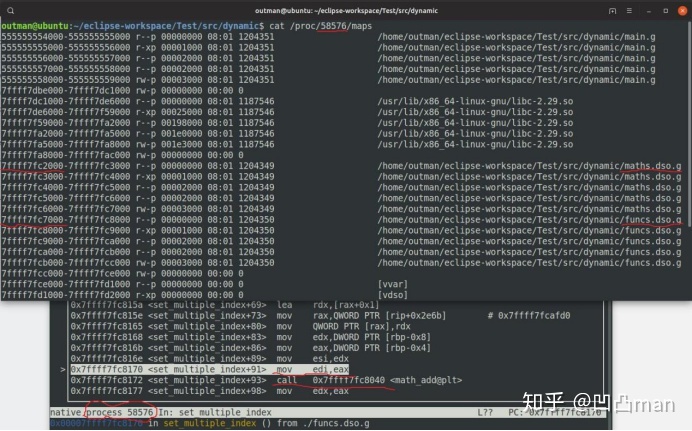 outman@ubuntu: ~/eclipse-workspace/Test/src/dynamic
outman@ubuntu:~/eclipse-workspace/Test/src/dynamic$ cat /proc/58576/maps
555555554000-555555555000 r--p 00000000 08:01 1204351 /home/outman/eclipse-workspace/Test/src/dynamic/main.g
555555555000-555555556000 r-xp 00001000 08:01 1204351 /home/outman/eclipse-workspace/Test/src/dynamic/main.g
555555556000-555555557000 r--p 00002000 08:01 1204351 /home/outman/eclipse-workspace/Test/src/dynamic/main.g
555555557000-555555558000 r--p 00002000 08:01 1204351 /home/outman/eclipse-workspace/Test/src/dynamic/main.g
555555558000-555555559000 rw-p 00003000 08:01 1204351 /home/outman/eclipse-workspace/Test/src/dynamic/main.g
7ffff7dbe000-7ffff7dc1000 rw-p 00000000 00:00 0
7ffff7dc1000-7ffff7de6000 r--p 00000000 08:01 1187546 /usr/lib/x86_64-linux-gnu/libc-2.29.so
7ffff7de6000-7ffff7f59000 r-xp 00025000 08:01 1187546 /usr/lib/x86_64-linux-gnu/libc-2.29.so
7ffff7f59000-7ffff7fa2000 r--p 00198000 08:01 1187546 /usr/lib/x86_64-linux-gnu/libc-2.29.so
7ffff7fa2000-7ffff7fa5000 r--p 001e0000 08:01 1187546 /usr/lib/x86_64-linux-gnu/libc-2.29.so
7ffff7fa5000-7ffff7fa8000 rw-p 001e3000 08:01 1187546 /usr/lib/x86_64-linux-gnu/libc-2.29.so
7ffff7fa8000-7ffff7fac000 rw-p 00000000 00:00 0
7ffff7fc2000-7ffff7fc3000 r--p 00000000 08:01 1204349 /home/outman/eclipse-workspace/Test/src/dynamic/maths.dso.g
7ffff7fc3000-7ffff7fc4000 r-xp 00001000 08:01 1204349 /home/outman/eclipse-workspace/Test/src/dynamic/maths.dso.g
7ffff7fc4000-7ffff7fc5000 r--p 00002000 08:01 1204349 /home/outman/eclipse-workspace/Test/src/dynamic/maths.dso.g
7ffff7fc5000-7ffff7fc6000 r--p 00002000 08:01 1204349 /home/outman/eclipse-workspace/Test/src/dynamic/maths.dso.g
7ffff7fc6000-7ffff7fc7000 rw-p 00003000 08:01 1204349 /home/outman/eclipse-workspace/Test/src/dynamic/maths.dso.g
7ffff7fc7000-7ffff7fc8000 r--p 00000000 08:01 1204350 /home/outman/eclipse-workspace/Test/src/dynamic/funcs.dso.g
7ffff7fc8000-7ffff7fc9000 r-xp 00001000 08:01 1204350 /home/outman/eclipse-workspace/Test/src/dynamic/funcs.dso.g
7ffff7fc9000-7ffff7fca000 r--p 00002000 08:01 1204350 /home/outman/eclipse-workspace/Test/src/dynamic/funcs.dso.g
7ffff7fca000-7ffff7fcb000 r--p 00002000 08:01 1204350 /home/outman/eclipse-workspace/Test/src/dynamic/funcs.dso.g
7ffff7fcb000-7ffff7fcc000 rw-p 00003000 08:01 1204350 /home/outman/eclipse-workspace/Test/src/dynamic/funcs.dso.g
7ffff7fcc000-7ffff7fce000 rw-p 00000000 00:00 0
7ffff7fce000-7ffff7fd1000 r--p 00000000 00:00 0 [vvar]
7ffff7fd1000-7ffff7fd2000 r-xp 00000000 00:00 0 [vdso]
0x7ffff7fc815a <set_multiple_index+69> lea rdx,[rax+0x1]
0x7ffff7fc815e <set_multiple_index+73> mov rax,QWORD PTR [rip+0x2e6b] # 0x7ffff7fcafd0
0x7ffff7fc8165 <set_multiple_index+80> mov QWORD PTR [rax],rdx
0x7ffff7fc8168 <set_multiple_index+83> mov edx,DWORD PTR [rbp-0x8]
0x7ffff7fc816b <set_multiple_index+86> mov eax,DWORD PTR [rbp-0x4]
0x7ffff7fc816e <set_multiple_index+89> mov esi,edx
> 0x7ffff7fc8170 <set_multiple_index+91> mov edi,eax
0x7ffff7fc8172 <set_multiple_index+93> call 0x7ffff7fc8040 <math_add@plt>
0x7ffff7fc8177 <set_multiple_index+98> mov edx,eax
native process 58576 In: set_multiple_index L?? PC: 0x7ffff7fc8170
0x00007ffff7fc8170 in set_multiple_index () from ./funcs.dso.g
知乎 @凹凸man